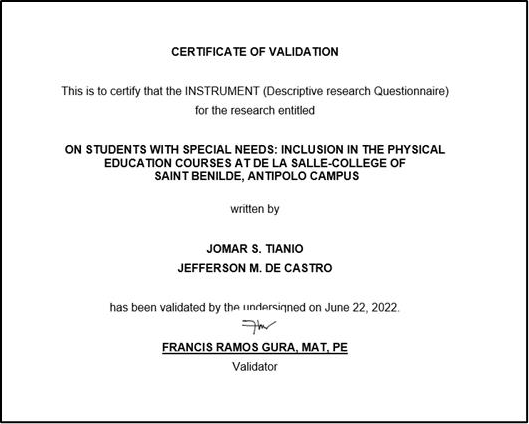 CERTIFICATE OF VALIDATION
This is to certify that the INSTRUMENT (Descriptive research Questionnaire)
for the research entitled
ON STUDENTS WITH SPECIAL NEEDS: INCLUSION IN THE PHYSICAL
EDUCATION COURSES AT DE LA SALLE-COLLEGE OF
SAINT BENILDE, ANTIPOLO CAMPUS
written by
JOMAR S. TIANIO
JEFFERSON M. DE CASTRO
has been validated by the undersigned on June 22, 2022.
FRANCIS RAMOS GURA, MAT, PE
Validator